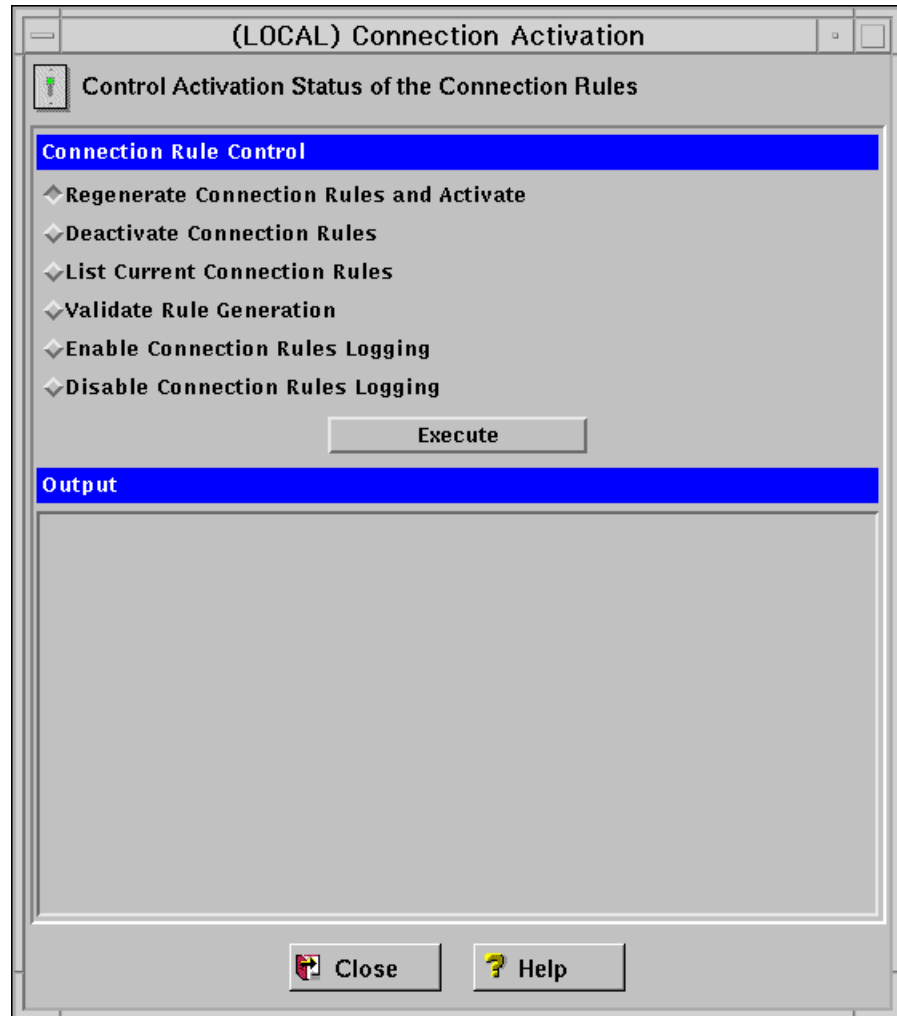 (LOCAL) Connection Activation
Control Activation Status of the Connection Rules
Connection Rule Control
Regenerate Connection Rules and Activate
Deactivate Connection Rules
List Current Connection Rules
Validate Rule Generation
Enable Connection Rules Logging
Disable Connection Rules Logging
Execute
Output
Close
Help